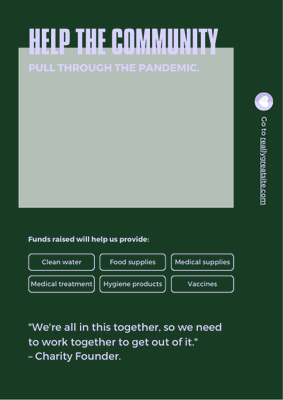 HELP THE COMMUNITY
PULL THROUGH THE PANDEMIC.
Go to reallygreatsite.com
Funds raised will help us provide:
Clean water
Food supplies
Medical supplies
Medical treatment
Hygiene products
Vaccines
"We're all in this together, so we need
to work together to get out of it."
– Charity Founder.